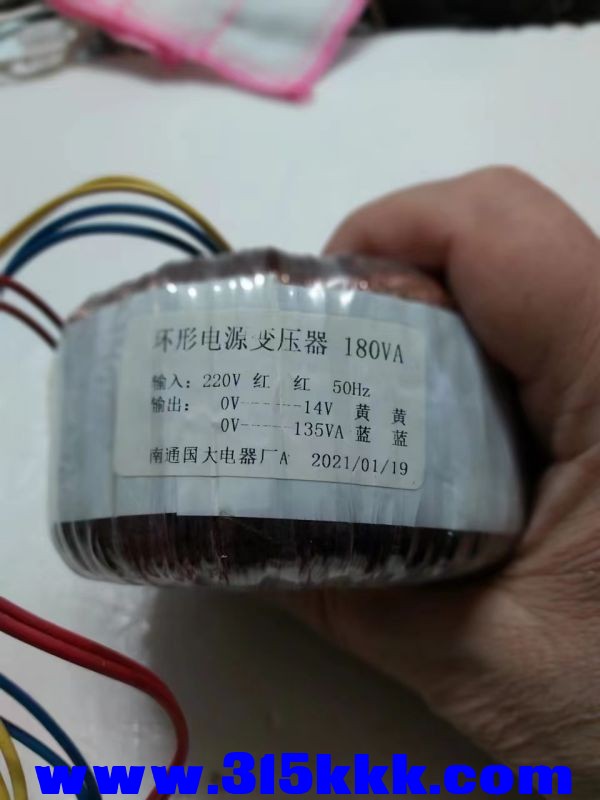 环形电源变压器 180VA
输入: 220V 红 红 50Hz
输出: 0V------14V 黄 黄
0V------135VA 蓝 蓝
南通国大电器厂A 2021/01/19
www.315kkk.com